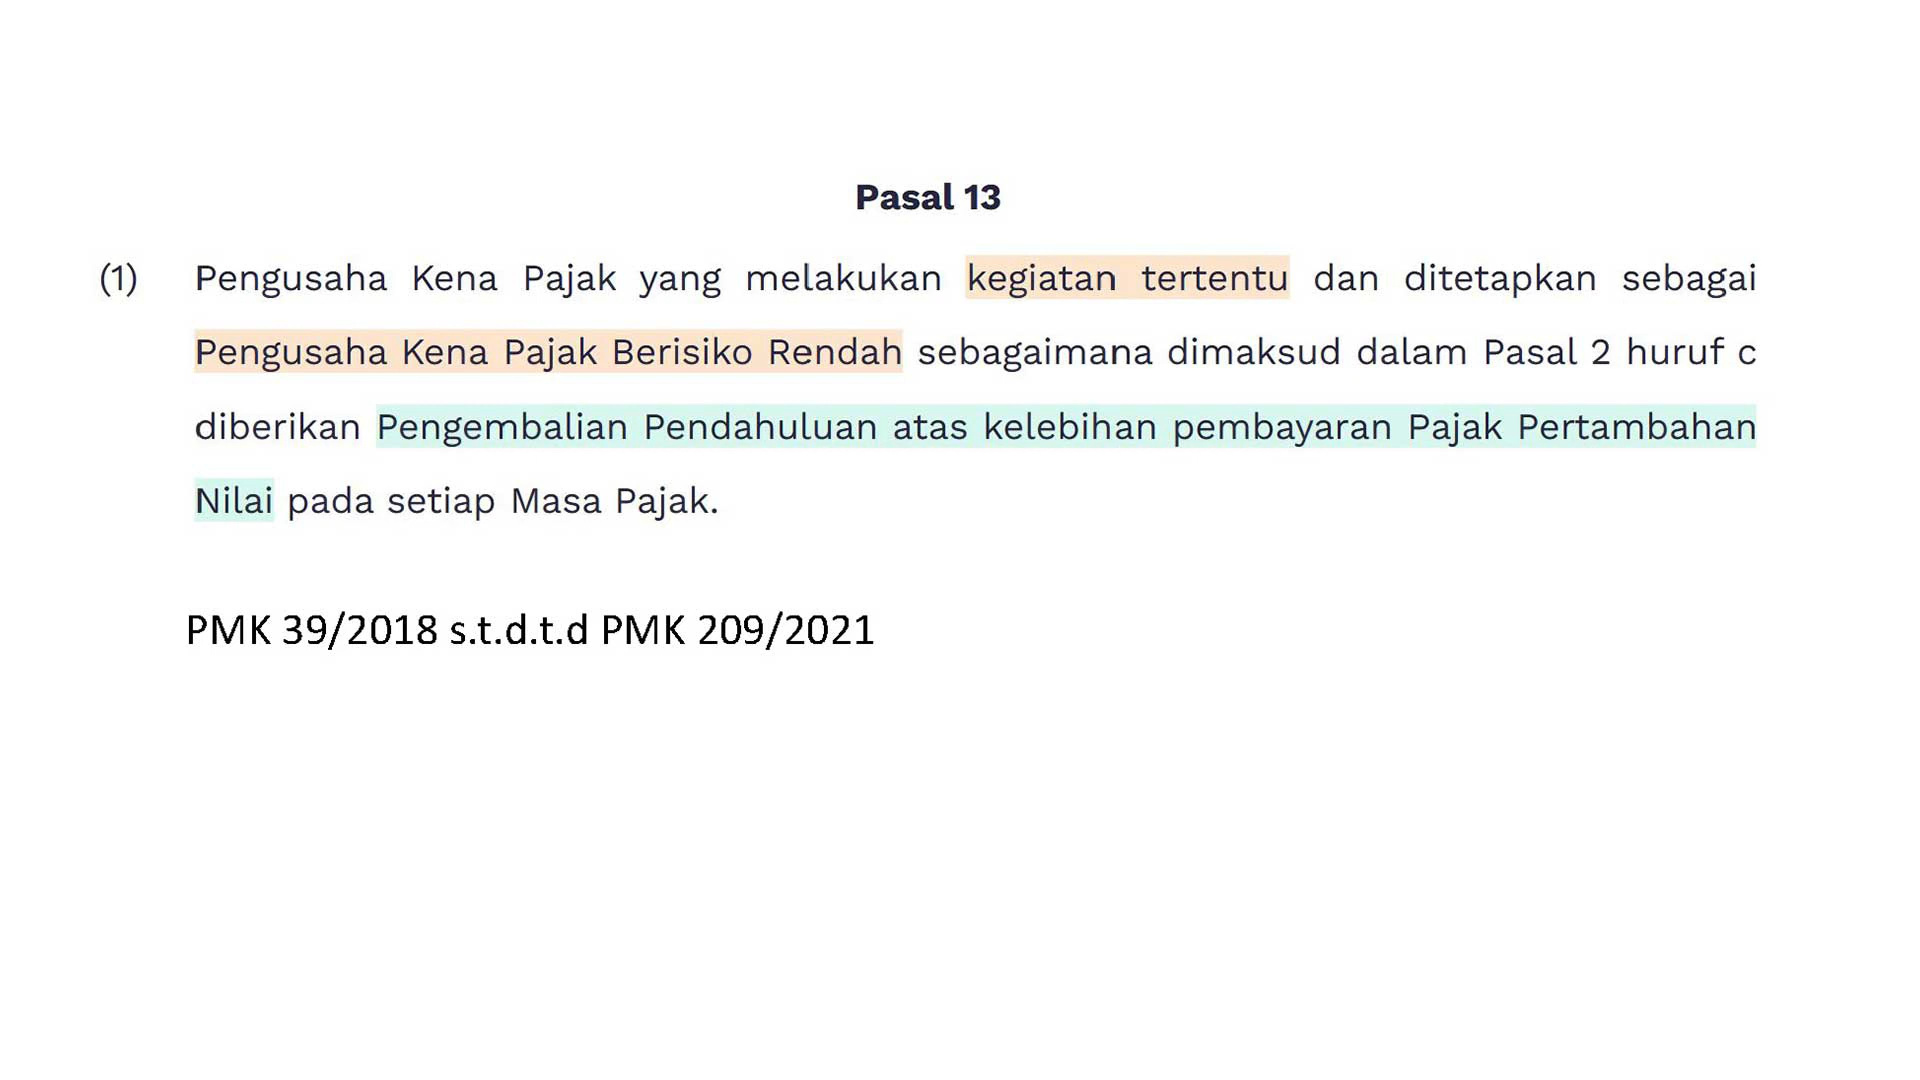 Pasal 13
(1) Pengusaha Kena Pajak yang melakukan kegiatan tertentu dan ditetapkan sebagai
Pengusaha Kena Pajak Berisiko Rendah sebagaimana dimaksud dalam Pasal 2 huruf c
diberikan Pengembalian Pendahuluan atas kelebihan pembayaran Pajak Pertambahan
Nilai pada setiap Masa Pajak.
PMK 39/2018 s.t.d.t.d PMK 209/2021